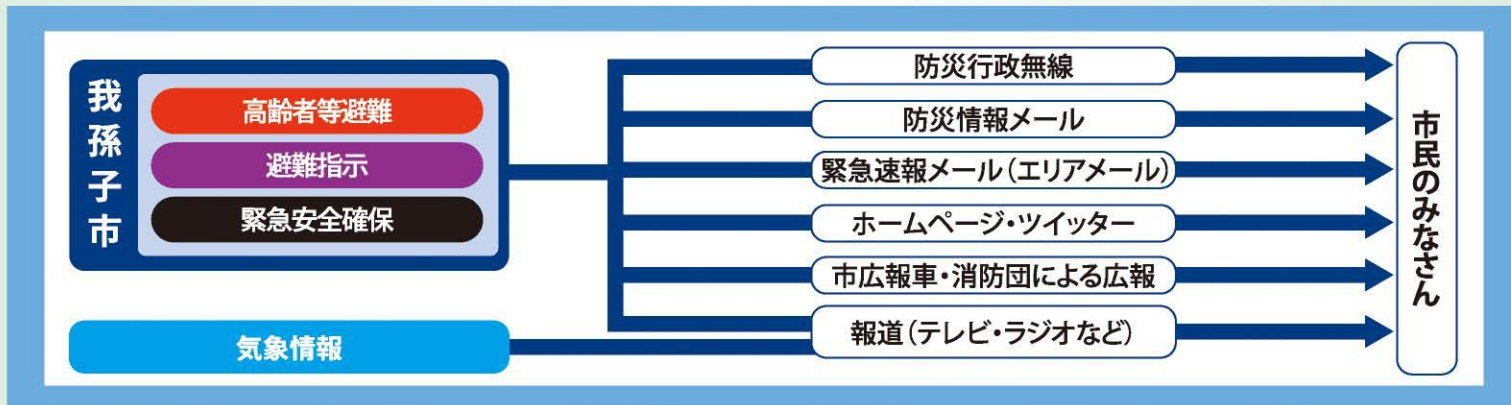 我孫子市
高齢者等避難
避難指示
緊急安全確保
気象情報
防災行政無線
防災情報メール
緊急速報メール(エリアメール)
ホームページ・ツイッター
市広報車・消防団による広報
報道(テレビ・ラジオなど)
市民のみなさん